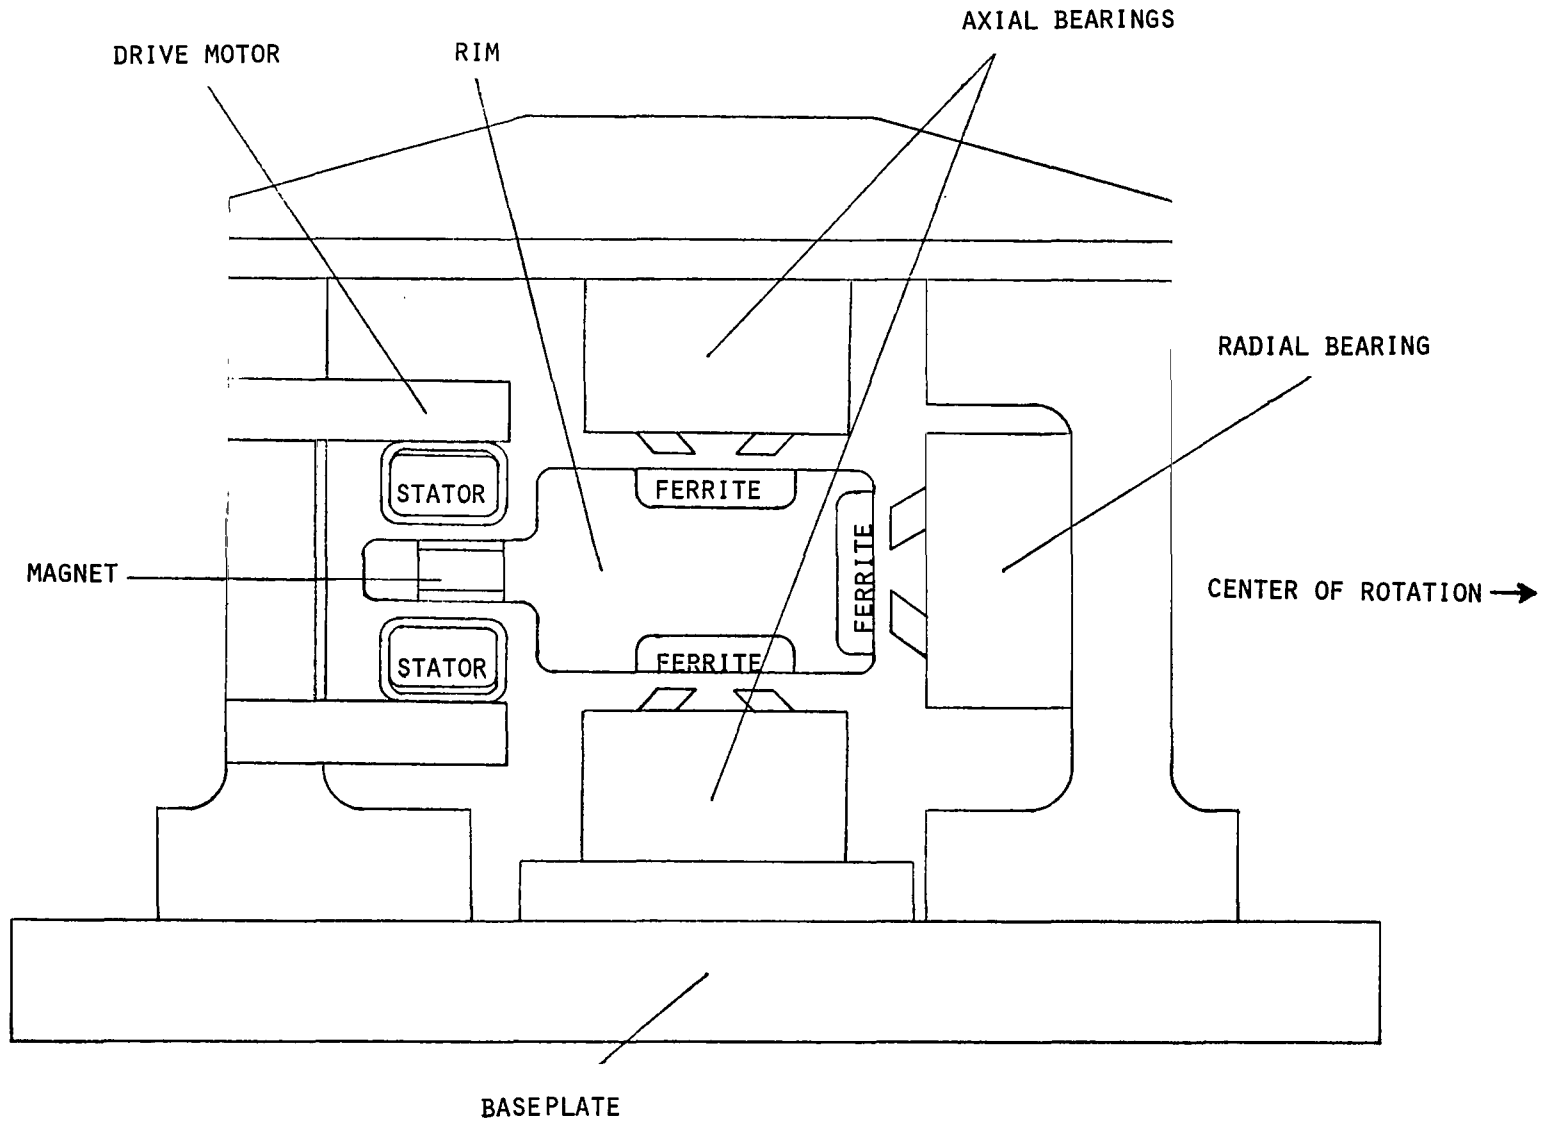 AXIAL BEARINGS
DRIVE MOTOR
RIM
RADIAL BEARING
STATOR
FERRITE
FERRITE
MAGNET
CENTER OF ROTATION
STATOR
FERRITE
BASEPLATE